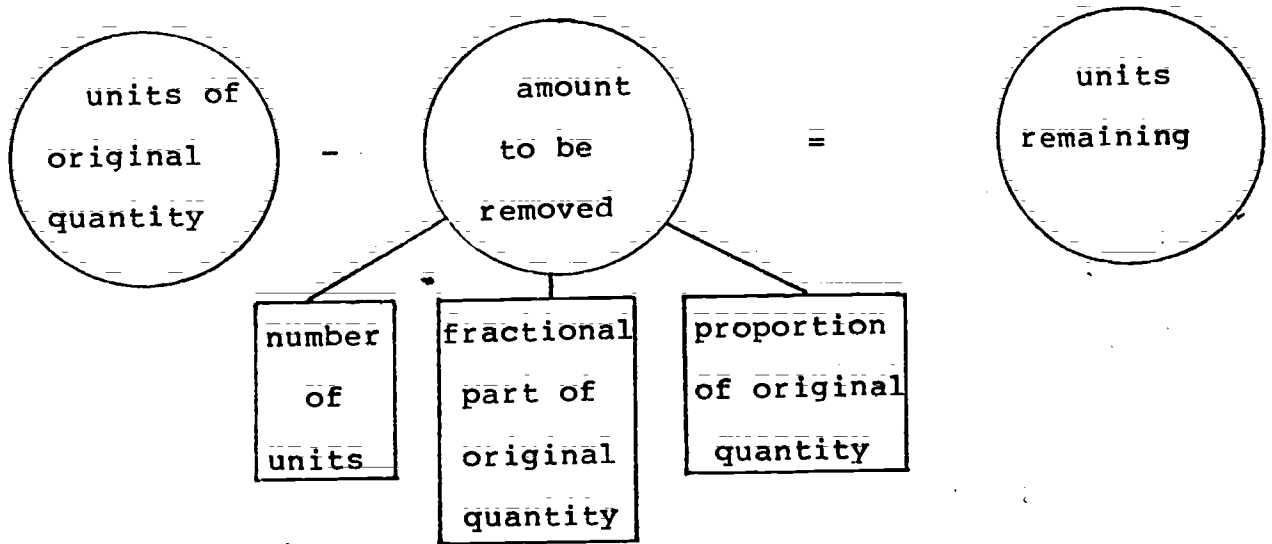 units of
original
quantity
-
amount
to be
removed
=
units
remaining
number
of
units
fractional
part of
original
quantity
proportion
of original
quantity